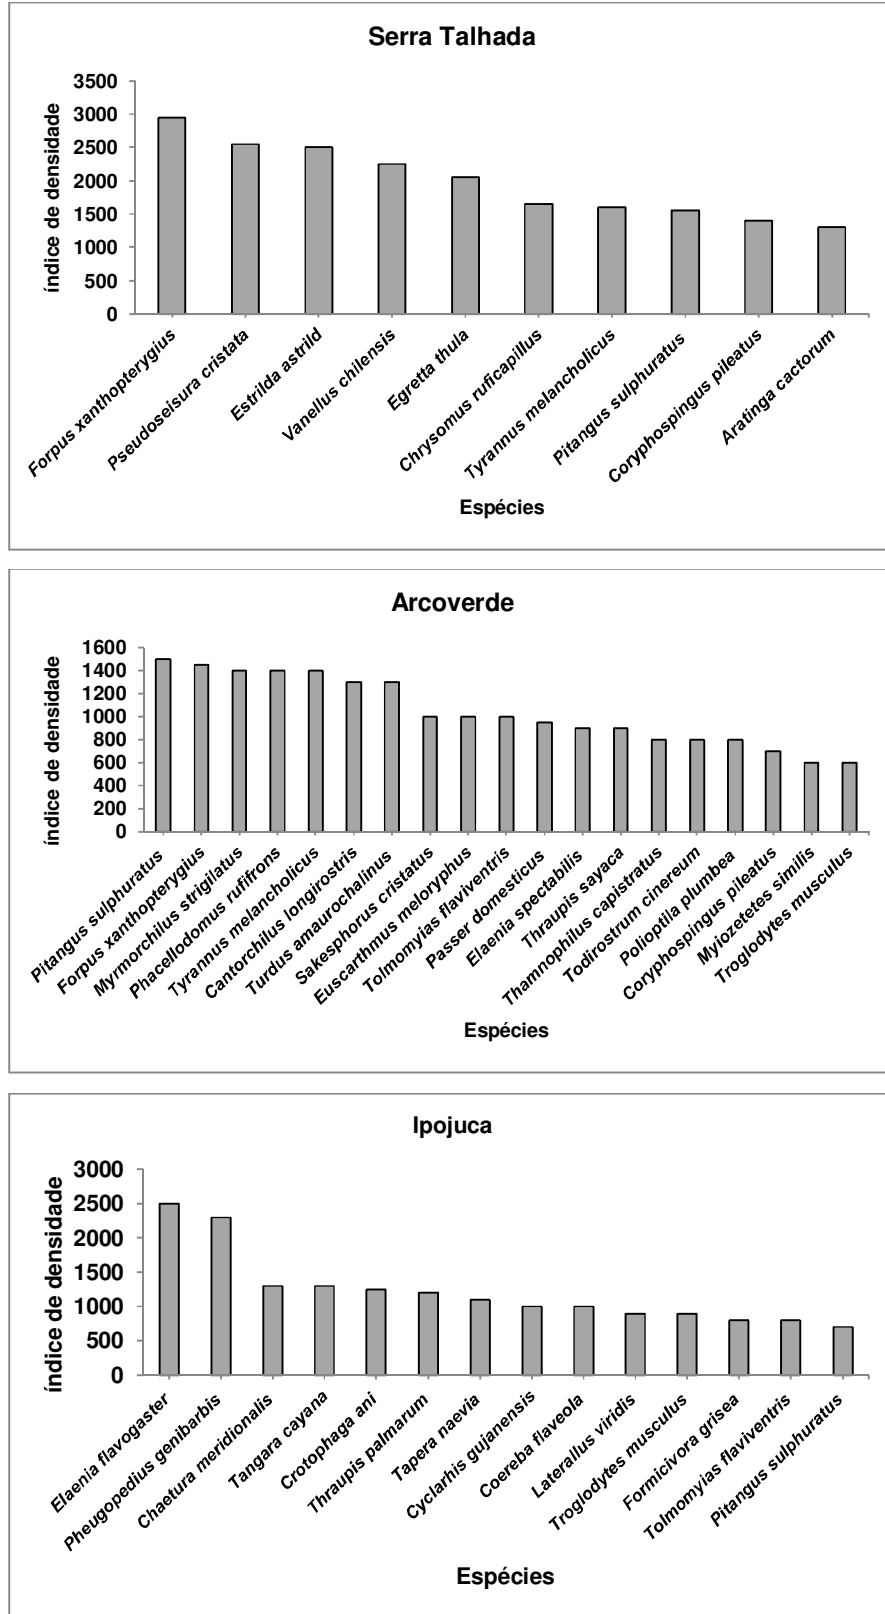 Serra Talhada
índice de densidade
3500
3000
2500
2000
1500
1000
500
0
Forpus xanthopterygius
Pseudoseisura cristata
Estrilda astrild
Vanellus chilensis
Egretta thula
Chrysomus ruficapillus
Tyrannus melancholicus
Pitangus sulphuratus
Coryphospingus pileatus
Aratinga cactorum
Espécies
Arcoverde
índice de densidade
1600
1400
1200
1000
800
600
400
200
0
Pitangus sulphuratus
Forpus xanthopterygius
Myrmorchilus strigilatus
Phacellodomus rufifrons
Tyrannus melancholicus
Cantorchilus longirostris
Turdus amaurochalinus
Sakesphorus cristatus
Euscarthmus meloryphus
Tolmomyias flaviventris
Passer domesticus
Elaenia spectabilis
Thraupis sayaca
Thamnophilus capistratus
Todirostrum cinereum
Polioptila plumbea
Coryphospingus pileatus
Myiozetetes similis
Troglodytes musculus
Espécies
Ipojuca
índice de densidade
3000
2500
2000
1500
1000
500
0
Elaenia flavogaster
Pheugopedius genibarbis
Chaetura meridionalis
Tangara cayana
Crotophaga ani
Thraupis palmarum
Tapera naevia
Cyclarhis gujanensis
Coereba flaveola
Laterallus viridis
Troglodytes musculus
Formicivora grisea
Tolmomyias flaviventris
Pitangus sulphuratus
Espécies